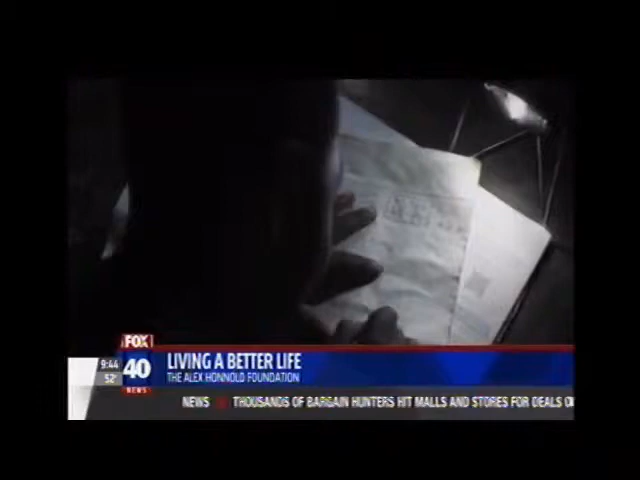 FOX
40
NEWS
9:44
52°
LIVING A BETTER LIFE
THE ALEX HONNOLD FOUNDATION
NEWS THOUSANDS OF BARGAIN HUNTERS HIT MALLS AND STORES FOR DEALS